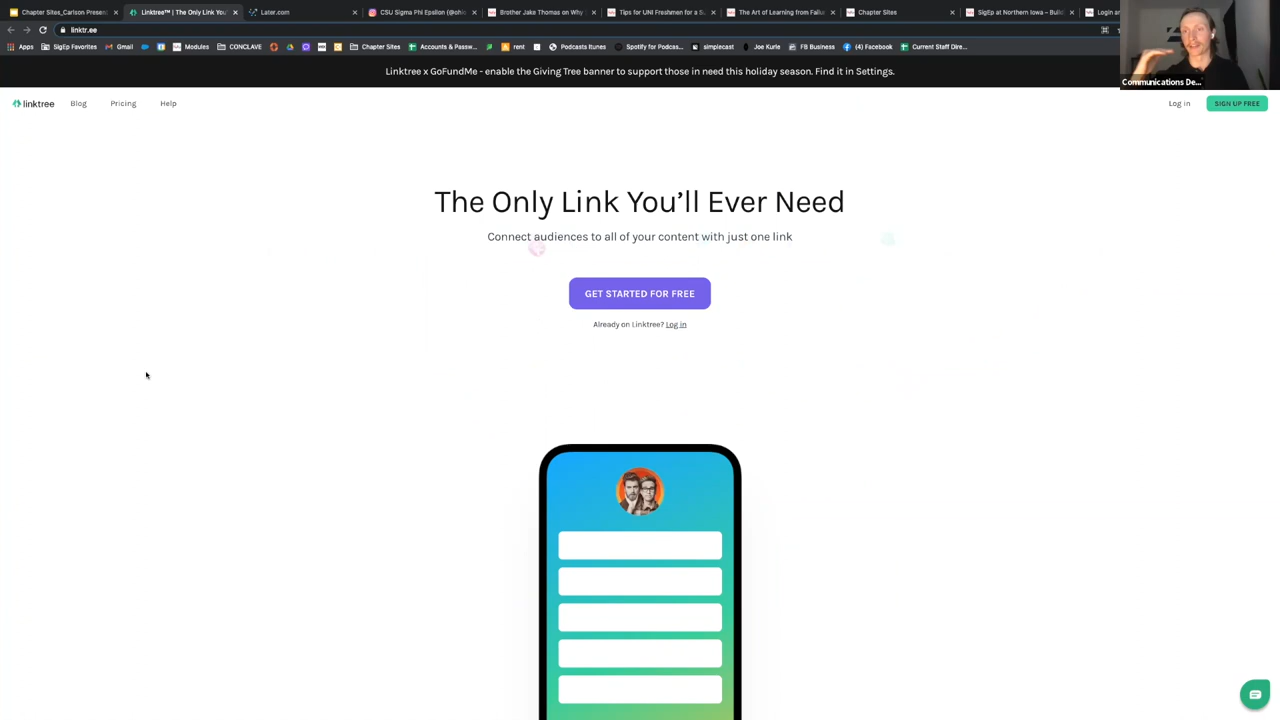 Chapter Sites_Carlson Presen
Linktree™ | The Only Link You'
Later.com
CSU Sigma Phi Epsilon (@chic
Brother Jake Thomas on Why
Tips for UNI Freshmen for a S
The Art of Learning from Failu
Chapter Sites
SigEp at Northern Iowa – Buil
Login an
linktr.ee
Apps
SigEp Favorites
Gmail
Modules
CONCLAVE
Chapter Sites
Accounts & Passw...
rent
Podcasts Itunes
Spotify for Podcas...
simplecast
Joe Kurle
FB Business
(4) Facebook
Current Staff Dire...
Communications De...
Linktree x GoFundMe - enable the Giving Tree banner to support those in need this holiday season. Find it in Settings.
linktree
Blog
Pricing
Help
Log in
SIGN UP FREE
The Only Link You'll Ever Need
Connect audiences to all of your content with just one link
GET STARTED FOR FREE
Already on Linktree? Log in